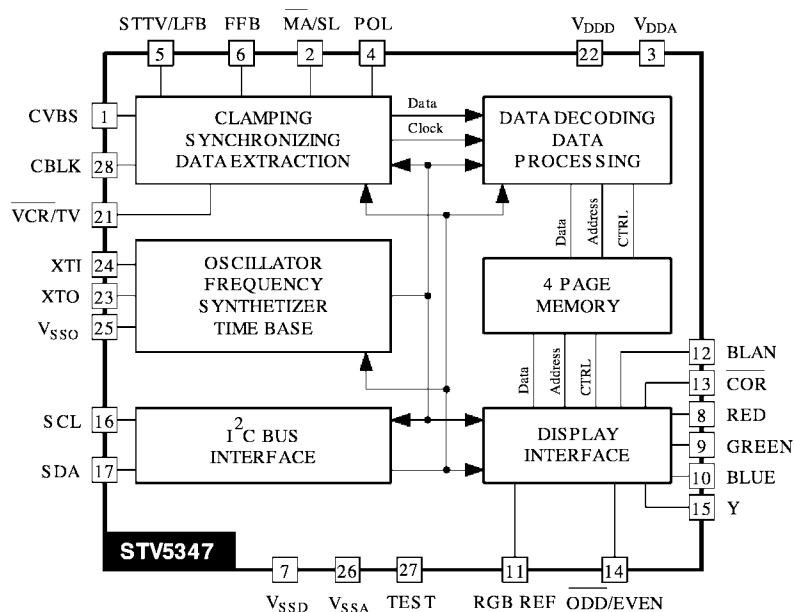 STTV/LFB FFB MA/SL POL VDDD VDDA
5 6 2 4 22 3
CVBS 1
CBLK 28
VCR/TV 21
CLAMPING
SYNCHRONIZING
DATA EXTRACTION
Data
Clock
DATA DECODING
DATA
PROCESSING
Data Address CTRL
XTI 24
XTO 23
VSSO 25
OSCILLATOR
FREQUENCY
SYNTHETIZER
TIME BASE
4 PAGE
MEMORY
Data Address CTRL
12 BLAN
13 COR
8 RED
9 GREEN
10 BLUE
15 Y
SCL 16
SDA 17
I²C BUS
INTERFACE
DISPLAY
INTERFACE
STV5347
7 26 27 11 14
VSSD VSSA TEST RGB REF ODD/EVEN